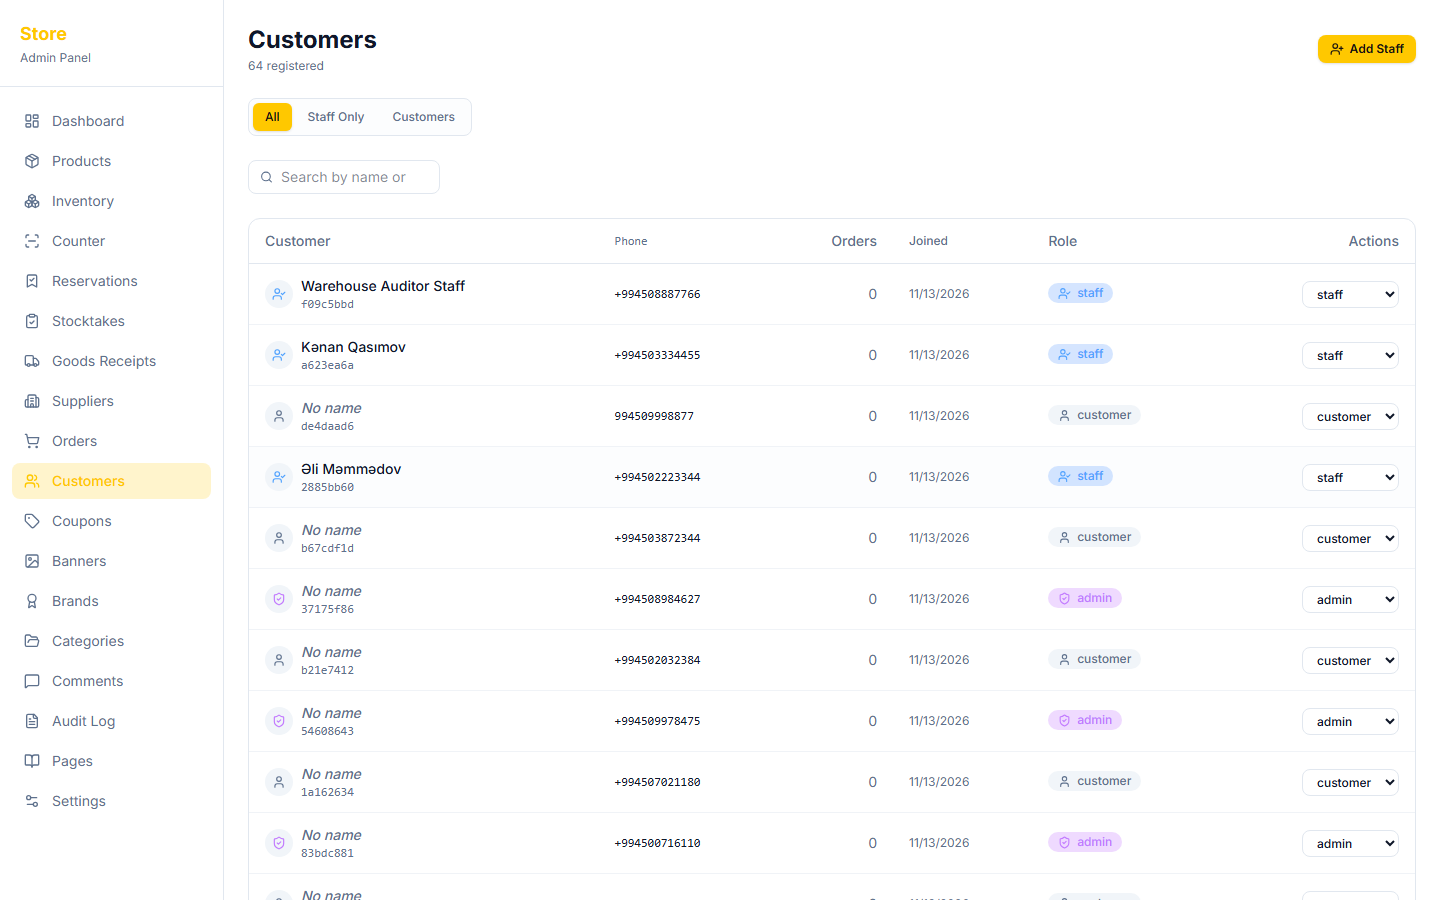 Store
Admin Panel
Dashboard
Products
Inventory
Counter
Reservations
Stocktakes
Goods Receipts
Suppliers
Orders
Customers
Coupons
Banners
Brands
Categories
Comments
Audit Log
Pages
Settings
Customers
64 registered
Add Staff
All Staff Only Customers
Search by name or
Customer Phone Orders Joined Role Actions
Warehouse Auditor Staff
f09c5bbd
+994508887766 0 11/13/2026 staff staff
Kənan Qasımov
a623ea6a
+994503334455 0 11/13/2026 staff staff
No name
de4daad6
994509998877 0 11/13/2026 customer customer
Əli Məmmədov
2885bb60
+994502223344 0 11/13/2026 staff staff
No name
b67cdf1d
+994503872344 0 11/13/2026 customer customer
No name
37175f86
+994508984627 0 11/13/2026 admin admin
No name
b21e7412
+994502032384 0 11/13/2026 customer customer
No name
54608643
+994509978475 0 11/13/2026 admin admin
No name
1a162634
+994507021180 0 11/13/2026 customer customer
No name
83bdc881
+994500716110 0 11/13/2026 admin admin
No name